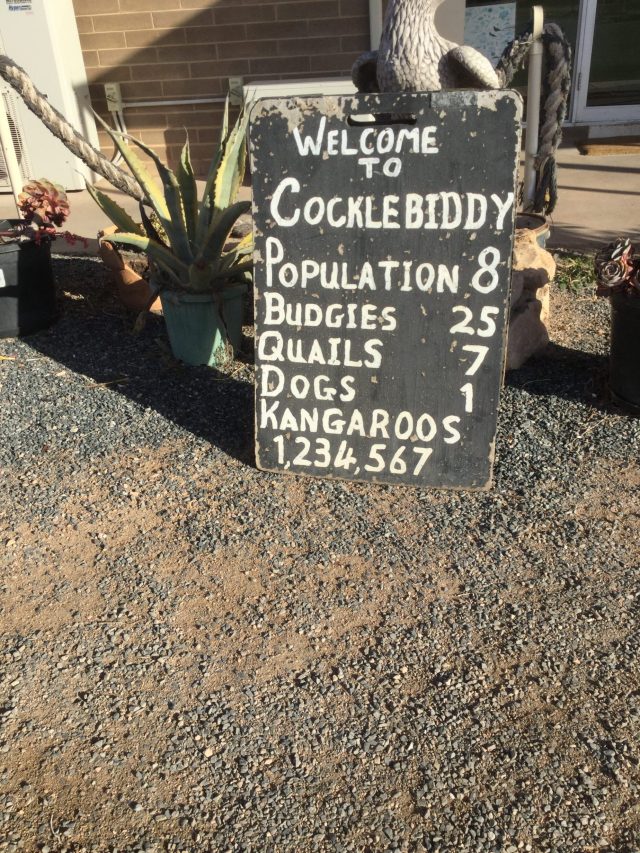 WELCOME
TO
COCKLEBIDDY
POPULATION 8
BUDGIES 25
QUAILS 7
DOGS 1
KANGAROOS
1,234,567